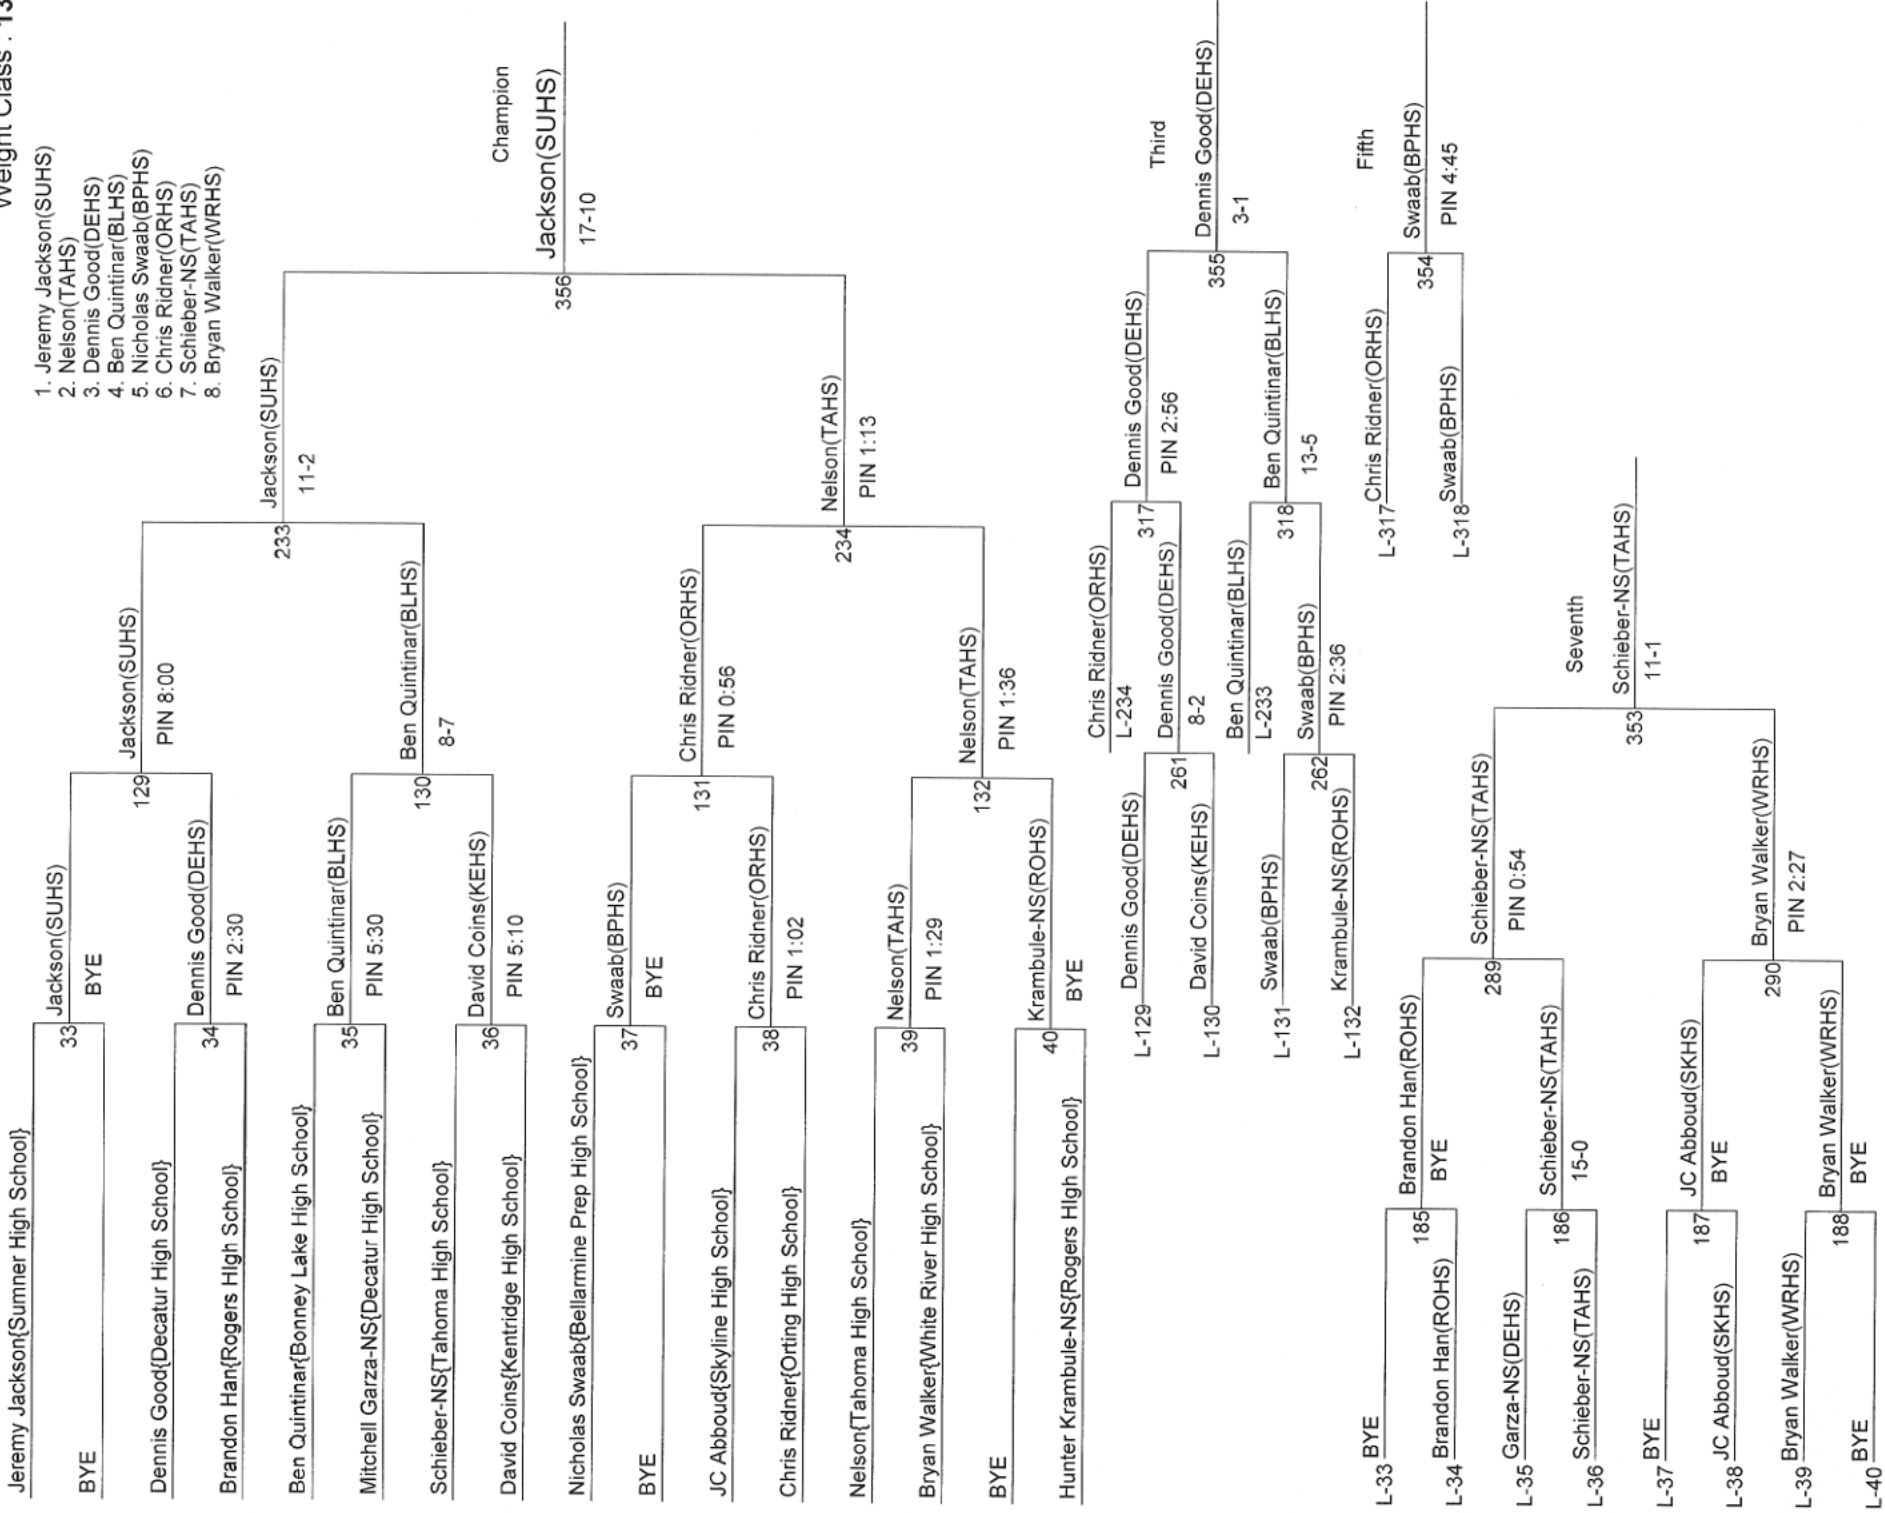 Weight Class : 13
1. Jeremy Jackson(SUHS)
2. Nelson(TAHS)
3. Dennis Good(DEHS)
4. Ben Quintinar(BLHS)
5. Nicholas Swaab(BPHS)
6. Chris Ridner(ORHS)
7. Schieber-NS(TAHS)
8. Bryan Walker(WRHS)
Jeremy Jackson{Sumner High School}
BYE
Dennis Good{Decatur High School}
Brandon Han{Rogers HIgh School}
Ben Quintinar{Bonney Lake High School}
Mitchell Garza-NS{Decatur High School}
Schieber-NS{Tahoma High School}
David Coins{Kentridge High School}
Nicholas Swaab{Bellarmine Prep High School}
BYE
JC Abboud{Skyline High School}
Chris Ridner{Orting High School}
Nelson{Tahoma High School}
Bryan Walker{White River High School}
BYE
Hunter Krambule-NS{Rogers HIgh School}
33
Jackson(SUHS)
BYE
34
Dennis Good(DEHS)
PIN 2:30
35
Ben Quintinar(BLHS)
PIN 5:30
36
David Coins(KEHS)
PIN 5:10
37
Swaab(BPHS)
BYE
38
Chris Ridner(ORHS)
PIN 1:02
39
Nelson(TAHS)
PIN 1:29
40
Krambule-NS(ROHS)
BYE
129
Jackson(SUHS)
PIN 8:00
130
Ben Quintinar(BLHS)
8-7
131
Chris Ridner(ORHS)
PIN 0:56
132
Nelson(TAHS)
PIN 1:36
233
Jackson(SUHS)
11-2
234
Nelson(TAHS)
PIN 1:13
356
Champion
Jackson(SUHS)
17-10
L-129
Dennis Good(DEHS)
L-130
David Coins(KEHS)
L-131
Swaab(BPHS)
L-132
Krambule-NS(ROHS)
Chris Ridner(ORHS)
L-234
261
Dennis Good(DEHS)
8-2
Ben Quintinar(BLHS)
L-233
262
Swaab(BPHS)
PIN 2:36
317
Dennis Good(DEHS)
PIN 2:56
318
Ben Quintinar(BLHS)
13-5
355
Third
Dennis Good(DEHS)
3-1
L-317
Chris Ridner(ORHS)
L-318
Swaab(BPHS)
354
Fifth
Swaab(BPHS)
PIN 4:45
L-33
BYE
L-34
Brandon Han(ROHS)
L-35
Garza-NS(DEHS)
L-36
Schieber-NS(TAHS)
L-37
BYE
L-38
JC Abboud(SKHS)
L-39
Bryan Walker(WRHS)
L-40
BYE
185
Brandon Han(ROHS)
BYE
186
Schieber-NS(TAHS)
15-0
187
JC Abboud(SKHS)
BYE
188
Bryan Walker(WRHS)
BYE
289
Schieber-NS(TAHS)
PIN 0:54
290
Bryan Walker(WRHS)
PIN 2:27
353
Seventh
Schieber-NS(TAHS)
11-1